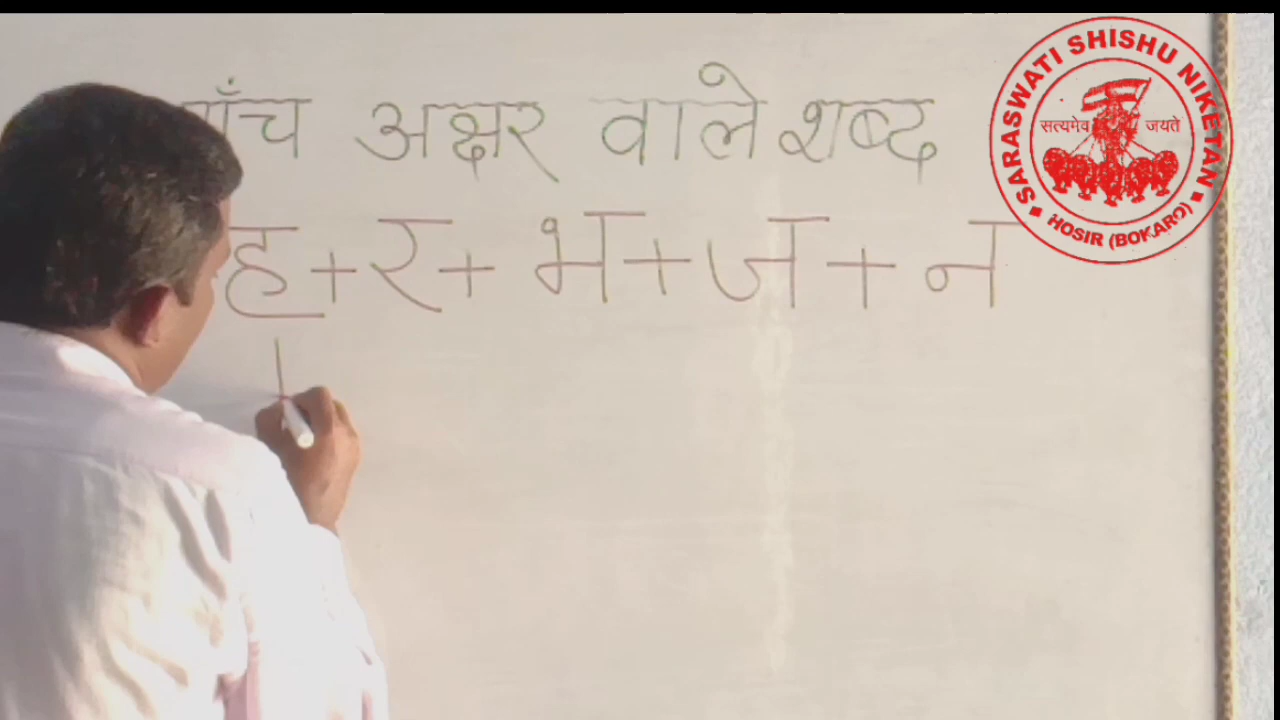 पाँच अक्षर वाले शब्द
ह + र + भ + ज + न
SARASWATI SHISHU NIKETAN
सत्यमेव जयते
HOSIR (BOKARO)